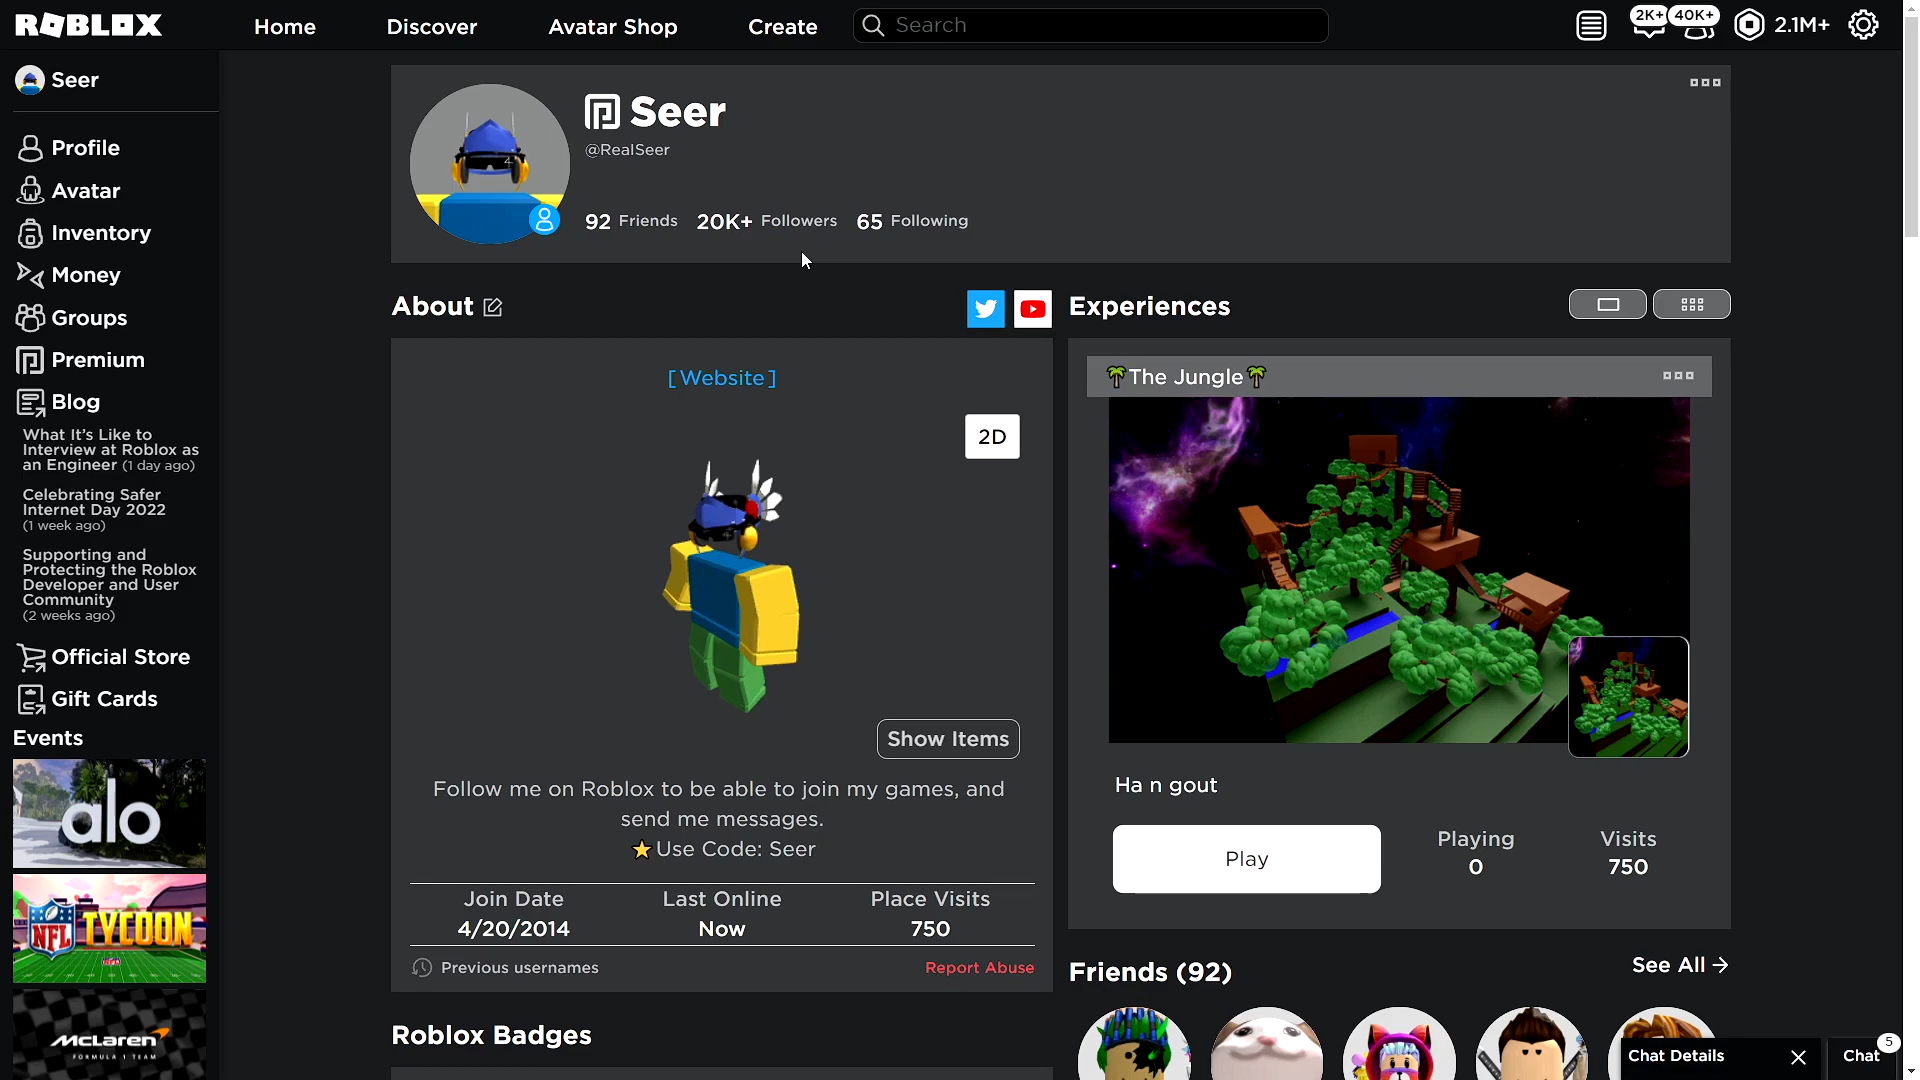 ROBLOX
Home
Discover
Avatar Shop
Create
Search
2K+
40K+
2.1M+
Seer
Profile
Avatar
Inventory
Money
Groups
Premium
Blog
What It's Like to
Interview at Roblox as
an Engineer (1 day ago)
Celebrating Safer
Internet Day 2022
(1 week ago)
Supporting and
Protecting the Roblox
Developer and User
Community
(2 weeks ago)
Official Store
Gift Cards
Events
alo
NFL TYCOON
McLaren
FORMULA 1 TEAM
Seer
@RealSeer
92 Friends 20K+ Followers 65 Following
About
[Website]
2D
Show Items
Follow me on Roblox to be able to join my games, and
send me messages.
⭐Use Code: Seer
Join Date
4/20/2014
Last Online
Now
Place Visits
750
Previous usernames
Report Abuse
Roblox Badges
Experiences
🌴The Jungle🌴
Ha n gout
Play
Playing
0
Visits
750
Friends (92)
See All →
Chat Details
Chat
5